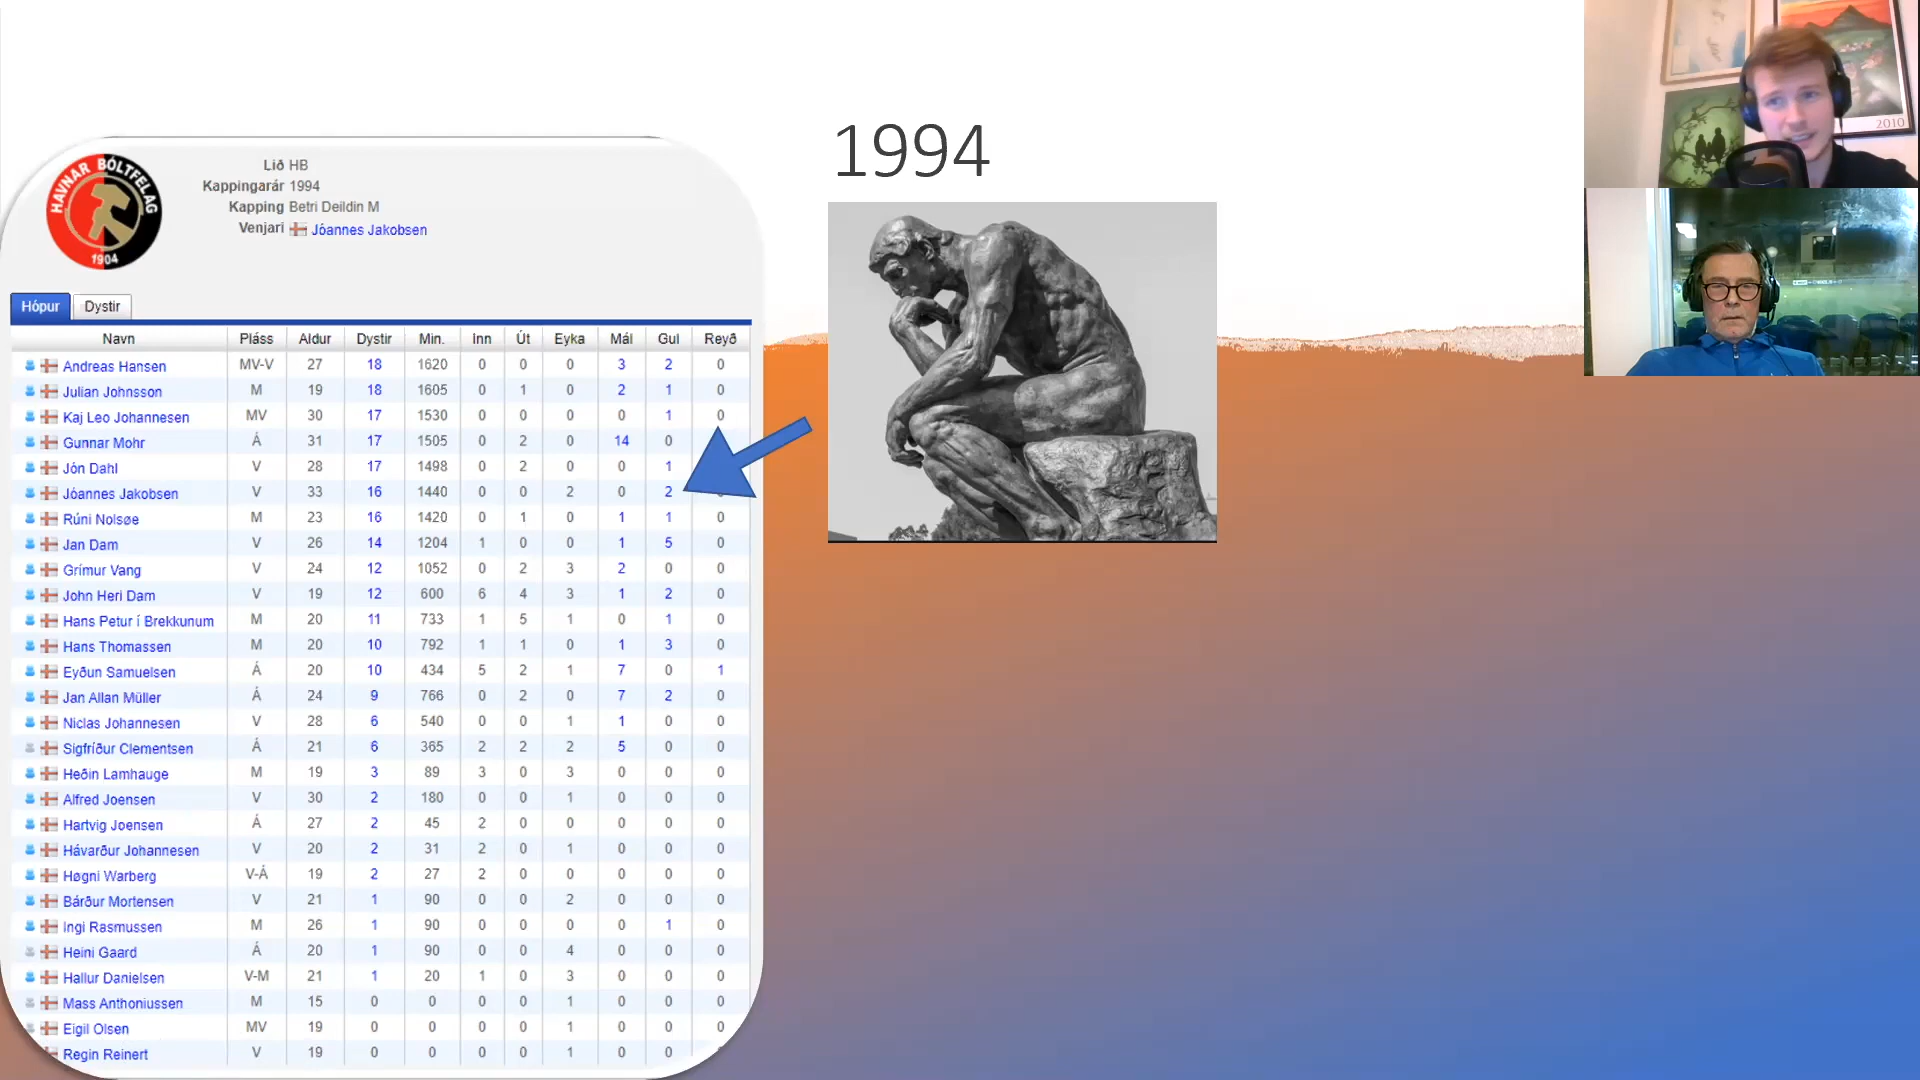 1994
HAVNAR BÓLTFELAG
1904
Lið HB
Kappingarár 1994
Kapping Betri Deildin M
Venjari Jóannes Jakobsen
Hópur Dystir
Navn Pláss Aldur Dystir Min. Inn Út Eyka Mál Gul Reyð
Andreas Hansen MV-V 27 18 1620 0 0 0 3 2 0
Julian Johnsson M 19 18 1605 0 1 0 2 1 0
Kaj Leo Johannesen MV 30 17 1530 0 0 0 0 1 0
Gunnar Mohr Á 31 17 1505 0 2 0 14 0
Jón Dahl V 28 17 1498 0 2 0 0 1
Jóannes Jakobsen V 33 16 1440 0 0 2 0 2
Rúni Nolsøe M 23 16 1420 0 1 0 1 1 0
Jan Dam V 26 14 1204 1 0 0 1 5 0
Grímur Vang V 24 12 1052 0 2 3 2 0 0
John Heri Dam V 19 12 600 6 4 3 1 2 0
Hans Petur í Brekkunum M 20 11 733 1 5 1 0 1 0
Hans Thomassen M 20 10 792 1 1 0 1 3 0
Eyðun Samuelsen Á 20 10 434 5 2 1 7 0 1
Jan Allan Müller Á 24 9 766 0 2 0 7 2 0
Niclas Johannesen V 28 6 540 0 0 1 1 0 0
Sigfríður Clementsen Á 21 6 365 2 2 2 5 0 0
Heðin Lamhauge M 19 3 89 3 0 3 0 0 0
Alfred Joensen V 30 2 180 0 0 1 0 0 0
Hartvig Joensen Á 27 2 45 2 0 0 0 0 0
Hávarður Johannesen V 20 2 31 2 0 1 0 0 0
Høgni Warberg V-Á 19 2 27 2 0 0 0 0 0
Bárður Mortensen V 21 1 90 0 0 2 0 0 0
Ingi Rasmussen M 26 1 90 0 0 0 0 1 0
Heini Gaard Á 20 1 90 0 0 4 0 0 0
Hallur Danielsen V-M 21 1 20 1 0 3 0 0 0
Mass Anthoniussen M 15 0 0 0 0 1 0 0 0
Eigil Olsen MV 19 0 0 0 0 1 0 0 0
Regin Reinert V 19 0 0 0 0 1 0 0 0
2010